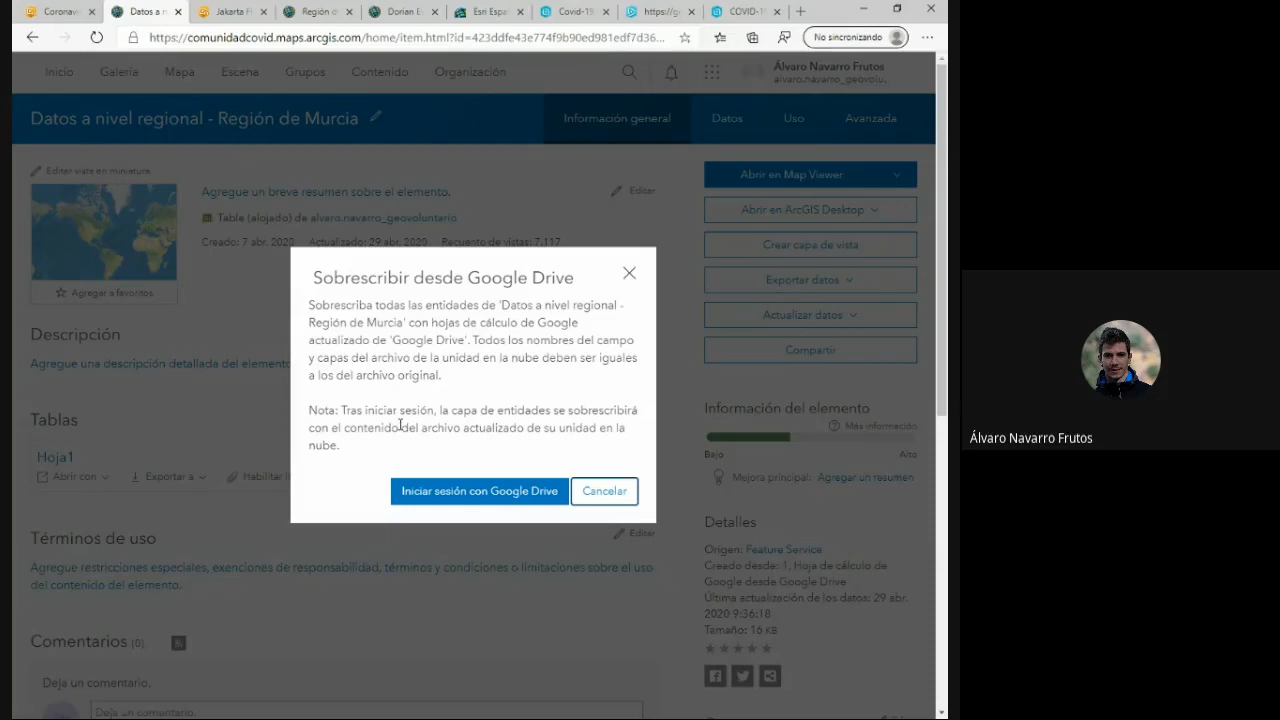 Coronav
Datos a n
Jakarta F
Región d
Dorian E
Esri Espa
Covid-19
https://g
COVID-1
https://comunidadcovid.maps.arcgis.com/home/item.html?id=423ddfe43e774f9b90ed981edf7d36...
No sincronizando
Inicio Galería Mapa Escena Grupos Contenido Organización
Álvaro Navarro Frutos
alvaro.navarro_geovolu.
Datos a nivel regional - Región de Murcia
Información general Datos Uso Avanzada
Editar vista en miniatura
Agregue un breve resumen sobre el elemento.
Editar
Table (alojado) de alvaro.navarro_geovoluntario
Creado: 7 abr. 2020 Actualizado: 29 abr. 2020 Recuento de vistas: 7.117
Agregar a favoritos
Abrir en Map Viewer
Abrir en ArcGIS Desktop
Crear capa de vista
Exportar datos
Actualizar datos
Compartir
Sobrescribir desde Google Drive
Sobrescriba todas las entidades de 'Datos a nivel regional -
Región de Murcia' con hojas de cálculo de Google
actualizado de 'Google Drive'. Todos los nombres del campo
y capas del archivo de la unidad en la nube deben ser iguales
a los del archivo original.
Nota: Tras iniciar sesión, la capa de entidades se sobrescribirá
con el contenido del archivo actualizado de su unidad en la
nube.
Iniciar sesión con Google Drive
Cancelar
Descripción
Agregue una descripción detallada del elemento
Tablas
Hoja1
Abrir con Exportar a Habilitar
Términos de uso
Editar
Agregue restricciones especiales, exenciones de responsabilidad, términos y condiciones o limitaciones sobre el uso
del contenido del elemento.
Comentarios (0)
Deja un comentario.
Deja un comentario.
Información del elemento
Más información
Bajo Alto
Mejora principal: Agregar un resumen
Detalles
Origen: Feature Service
Creado desde: 1, Hoja de cálculo de
Google desde Google Drive
Última actualización de los datos: 29 abr.
2020 9:36:18
Tamaño: 16 KB
Álvaro Navarro Frutos